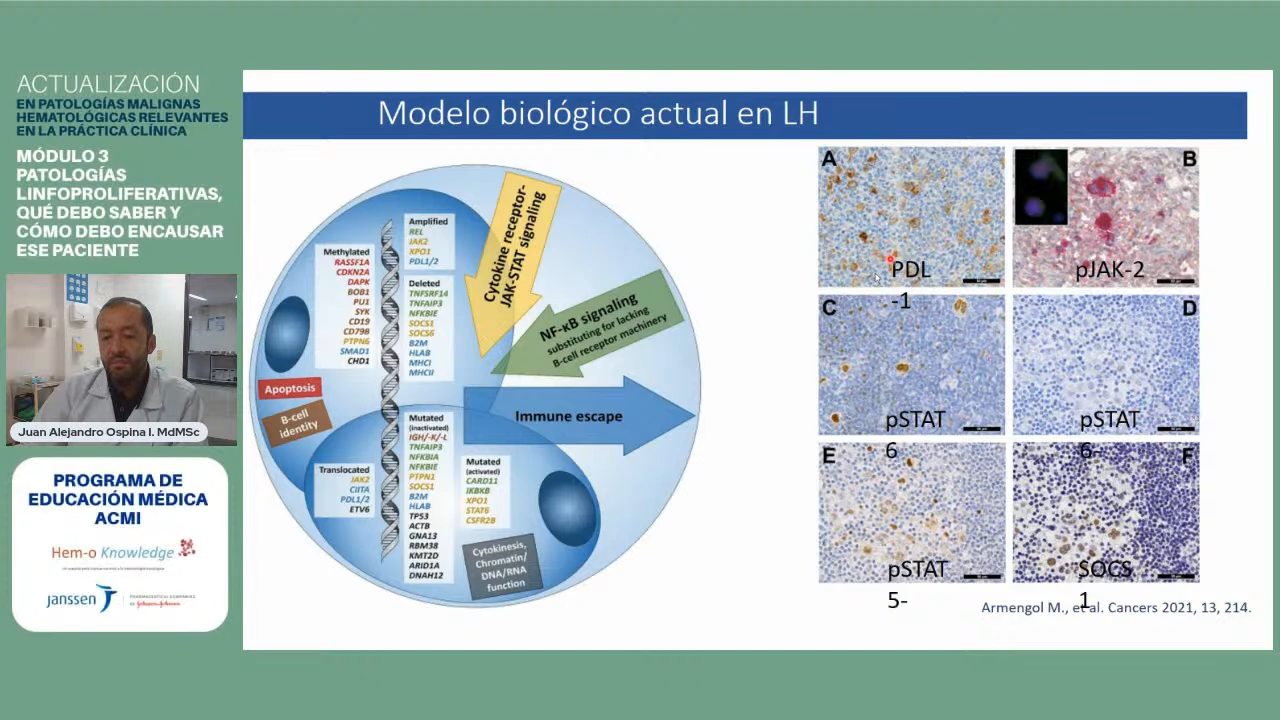 ACTUALIZACIÓN
EN PATOLOGÍAS MALIGNAS
HEMATOLÓGICAS RELEVANTES
EN LA PRÁCTICA CLÍNICA
MÓDULO 3
PATOLOGÍAS
LINFOPROLIFERATIVAS,
QUÉ DEBO SABER Y
CÓMO DEBO ENCAUSAR
ESE PACIENTE
Juan Alejandro Ospina I. MdMSc
PROGRAMA DE
EDUCACIÓN MÉDICA
ACMI
Hem-o Knowledge
janssen
PHARMACEUTICAL COMPANIES
OF Johnson-Johnson
Modelo biológico actual en LH
Methylated
RASSF1A
CDKN2A
DAPK
BOB1
PU1
SYK
CD19
CD79B
PTPN6
SMAD1
CHD1
Amplified
REL
JAK2
XPO1
PDL1/2
Deleted
TNFSRF14
TNFAIP3
NFKBIE
SOCS1
SOCS6
B2M
HLAB
MHCI
MHCII
Cytokine receptor-
JAK-STAT signaling
NF-κB signaling
substituting for lacking
B-cell receptor machinery
Immune escape
Apoptosis
B-cell
identity
Translocated
JAK2
CIITA
PDL1/2
ETV6
Mutated
(inactivated)
IGH/-K/-L
TNFAIP3
NFKBIA
NFKBIE
PTPN1
SOCS1
B2M
HLAB
TP53
ACTB
GNA13
RBM38
KMT2D
ARID1A
DNAH12
Mutated
(activated)
CARD11
IKBKB
XPO1
STAT6
CSFR2B
Cytokinesis,
Chromatin/
DNA/RNA
function
A
PDL
-1
B
pJAK-2
C
pSTAT
6
D
pSTAT
6-
E
pSTAT
5-
F
SOCS
1
Armengol M., et al. Cancers 2021, 13, 214.